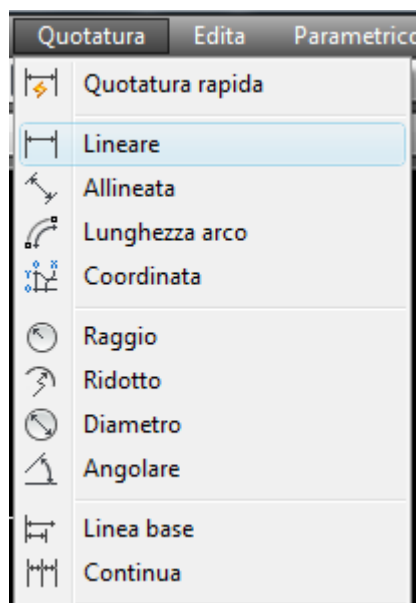 Quotatura Edita Parametrico
Quotatura rapida
Lineare
Allineata
Lunghezza arco
Coordinata
Raggio
Ridotto
Diametro
Angolare
Linea base
Continua